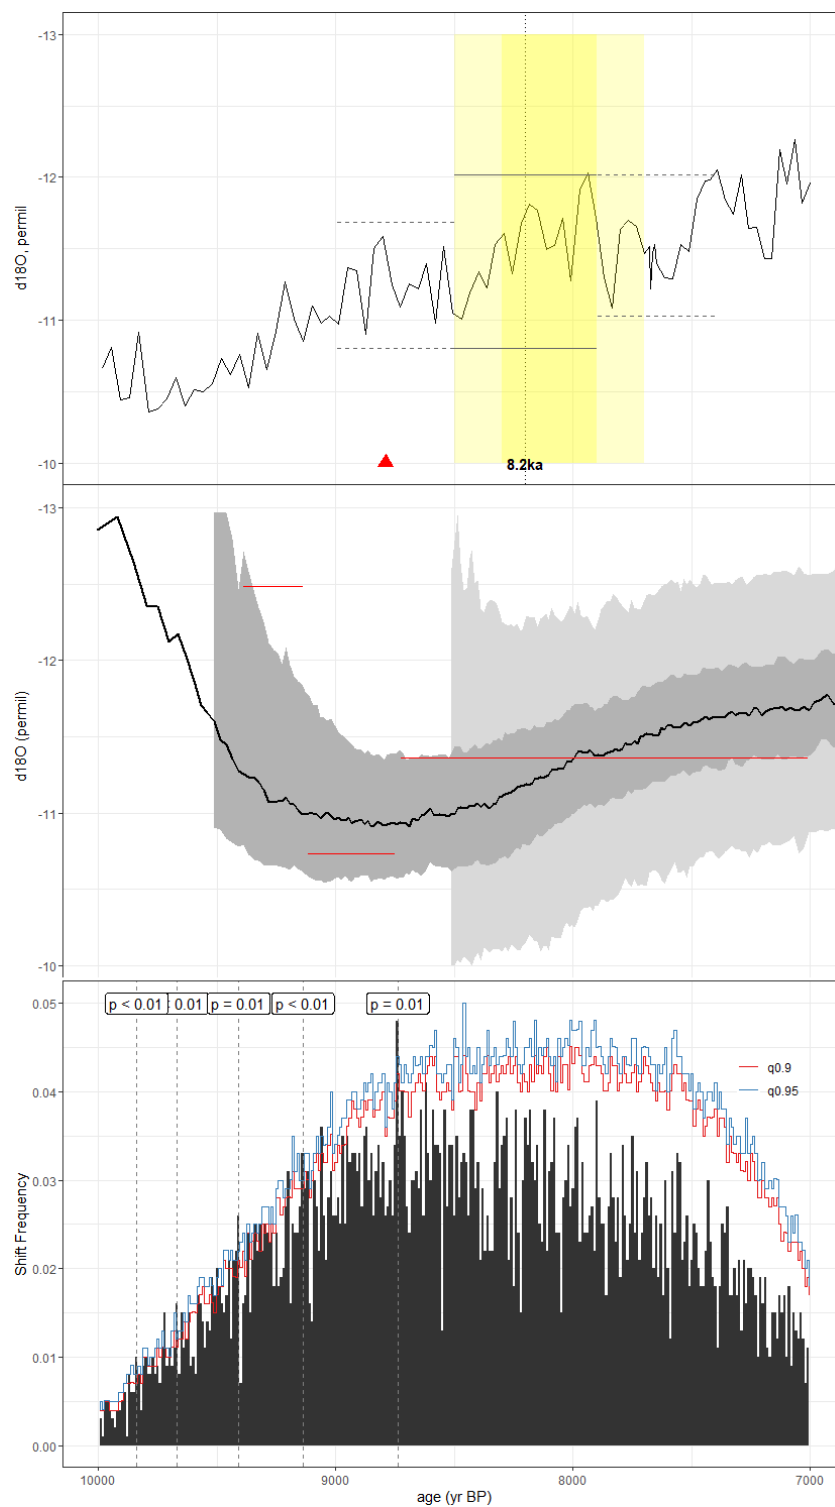 -13
-12
-11
-10
d18O, permil
8.2ka
-13
-12
-11
-10
d18O (permil)
p < 0.01
: 0.01
p = 0.01
p < 0.01
p = 0.01
0.05
0.04
0.03
0.02
0.01
0.00
Shift Frequency
q0.9
q0.95
10000
9000
8000
7000
age (yr BP)